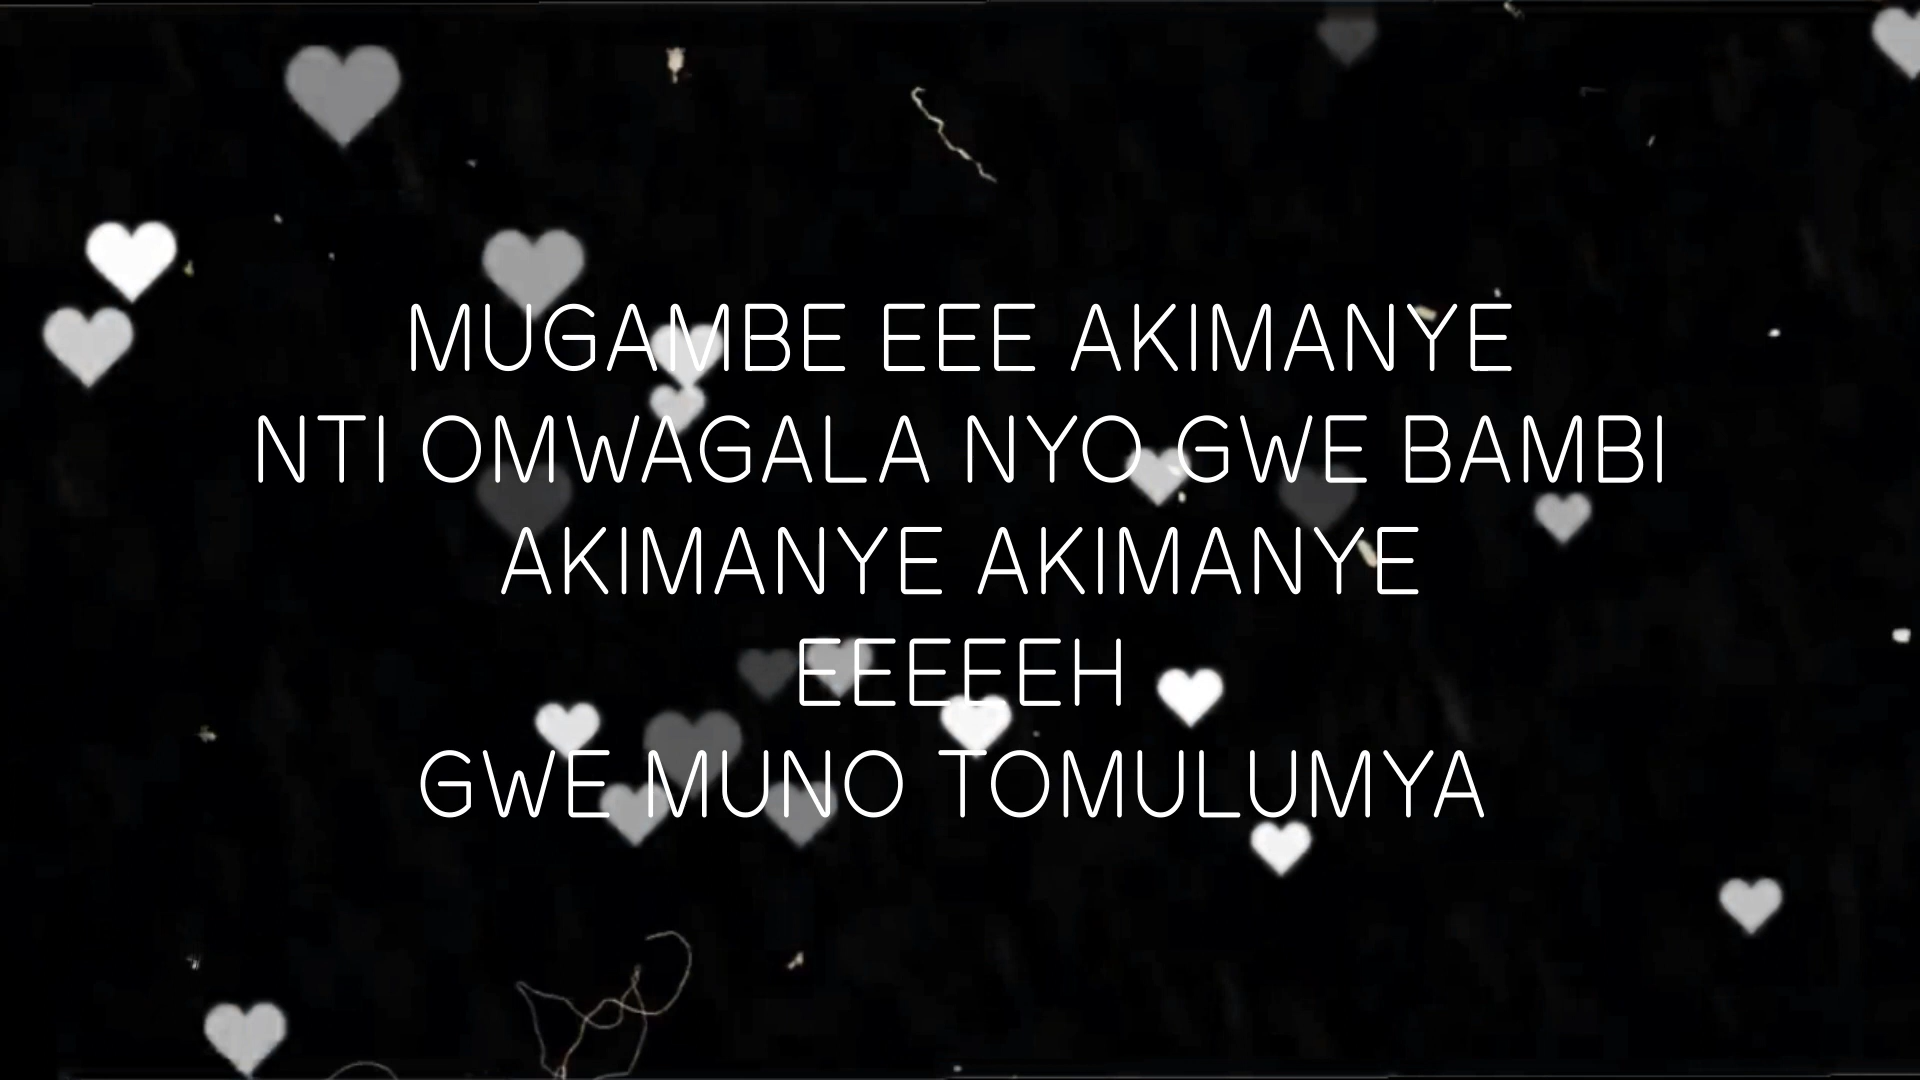 MUGAMBE EEE AKIMANYE
NTI OMWAGALA NYO GWE BAMBI
AKIMANYE AKIMANYE
EEEEEH
GWE MUNO TOMULUMYA